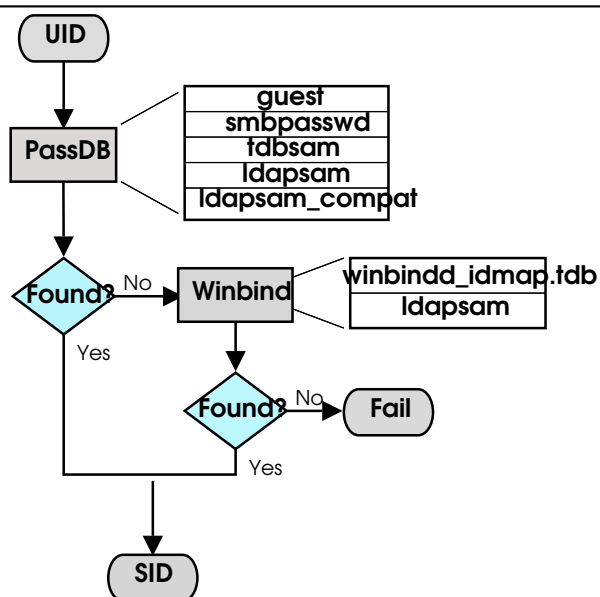 UID
PassDB
guest
smbpasswd
tdbsam
ldapsam
ldapsam_compat
Found?
No
Winbind
winbindd_idmap.tdb
ldapsam
Yes
Found?
No
Fail
Yes
SID